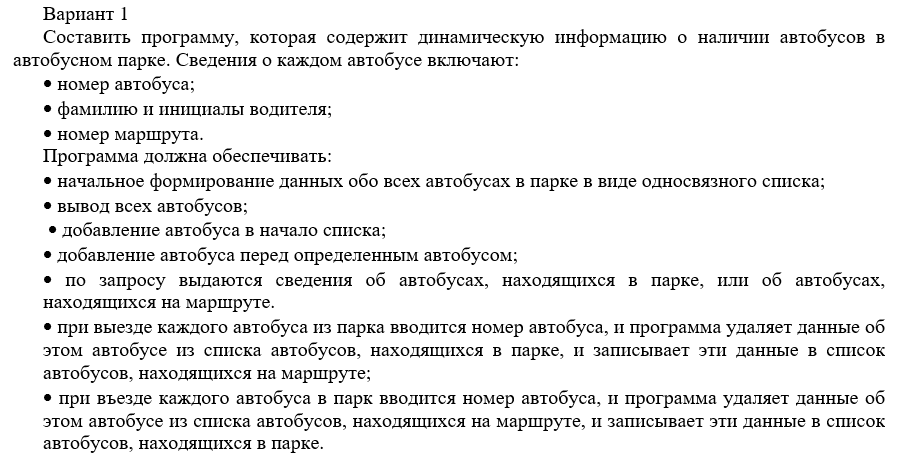 Вариант 1
Составить программу, которая содержит динамическую информацию о наличии автобусов в
автобусном парке. Сведения о каждом автобусе включают:
• номер автобуса;
• фамилию и инициалы водителя;
• номер маршрута.
Программа должна обеспечивать:
• начальное формирование данных обо всех автобусах в парке в виде односвязного списка;
• вывод всех автобусов;
• добавление автобуса в начало списка;
• добавление автобуса перед определенным автобусом;
• по запросу выдаются сведения об автобусах, находящихся в парке, или об автобусах,
находящихся на маршруте.
• при выезде каждого автобуса из парка вводится номер автобуса, и программа удаляет данные об
этом автобусе из списка автобусов, находящихся в парке, и записывает эти данные в список
автобусов, находящихся на маршруте;
• при въезде каждого автобуса в парк вводится номер автобуса, и программа удаляет данные об
этом автобусе из списка автобусов, находящихся на маршруте, и записывает эти данные в список
автобусов, находящихся в парке.